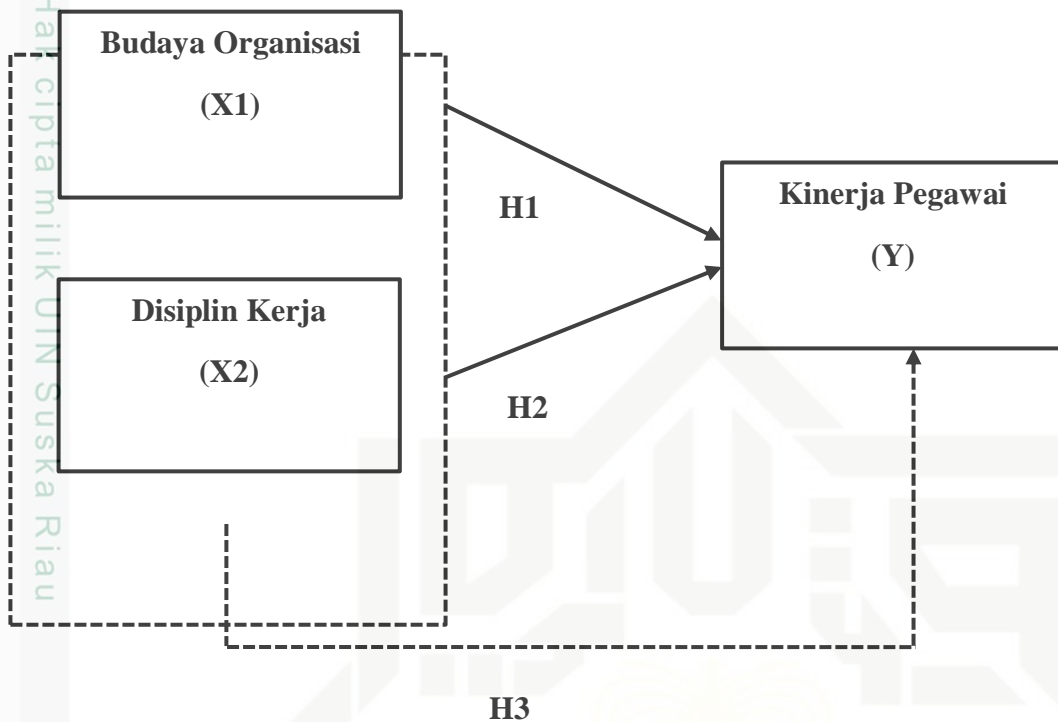 Hak cipta milik UIN Suska Riau
Budaya Organisasi
(X1)
H1
Kinerja Pegawai
(Y)
Disiplin Kerja
(X2)
H2
H3